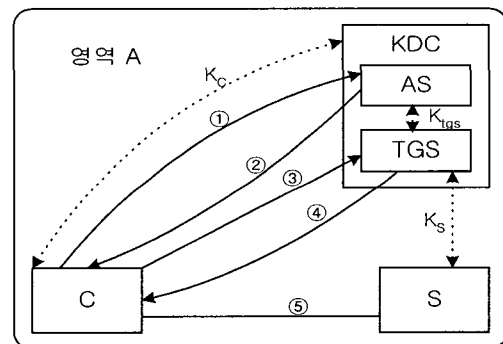 영역 A
KDC
K_C
AS
①
K_tgs
②
TGS
③
④
K_S
C
S
⑤